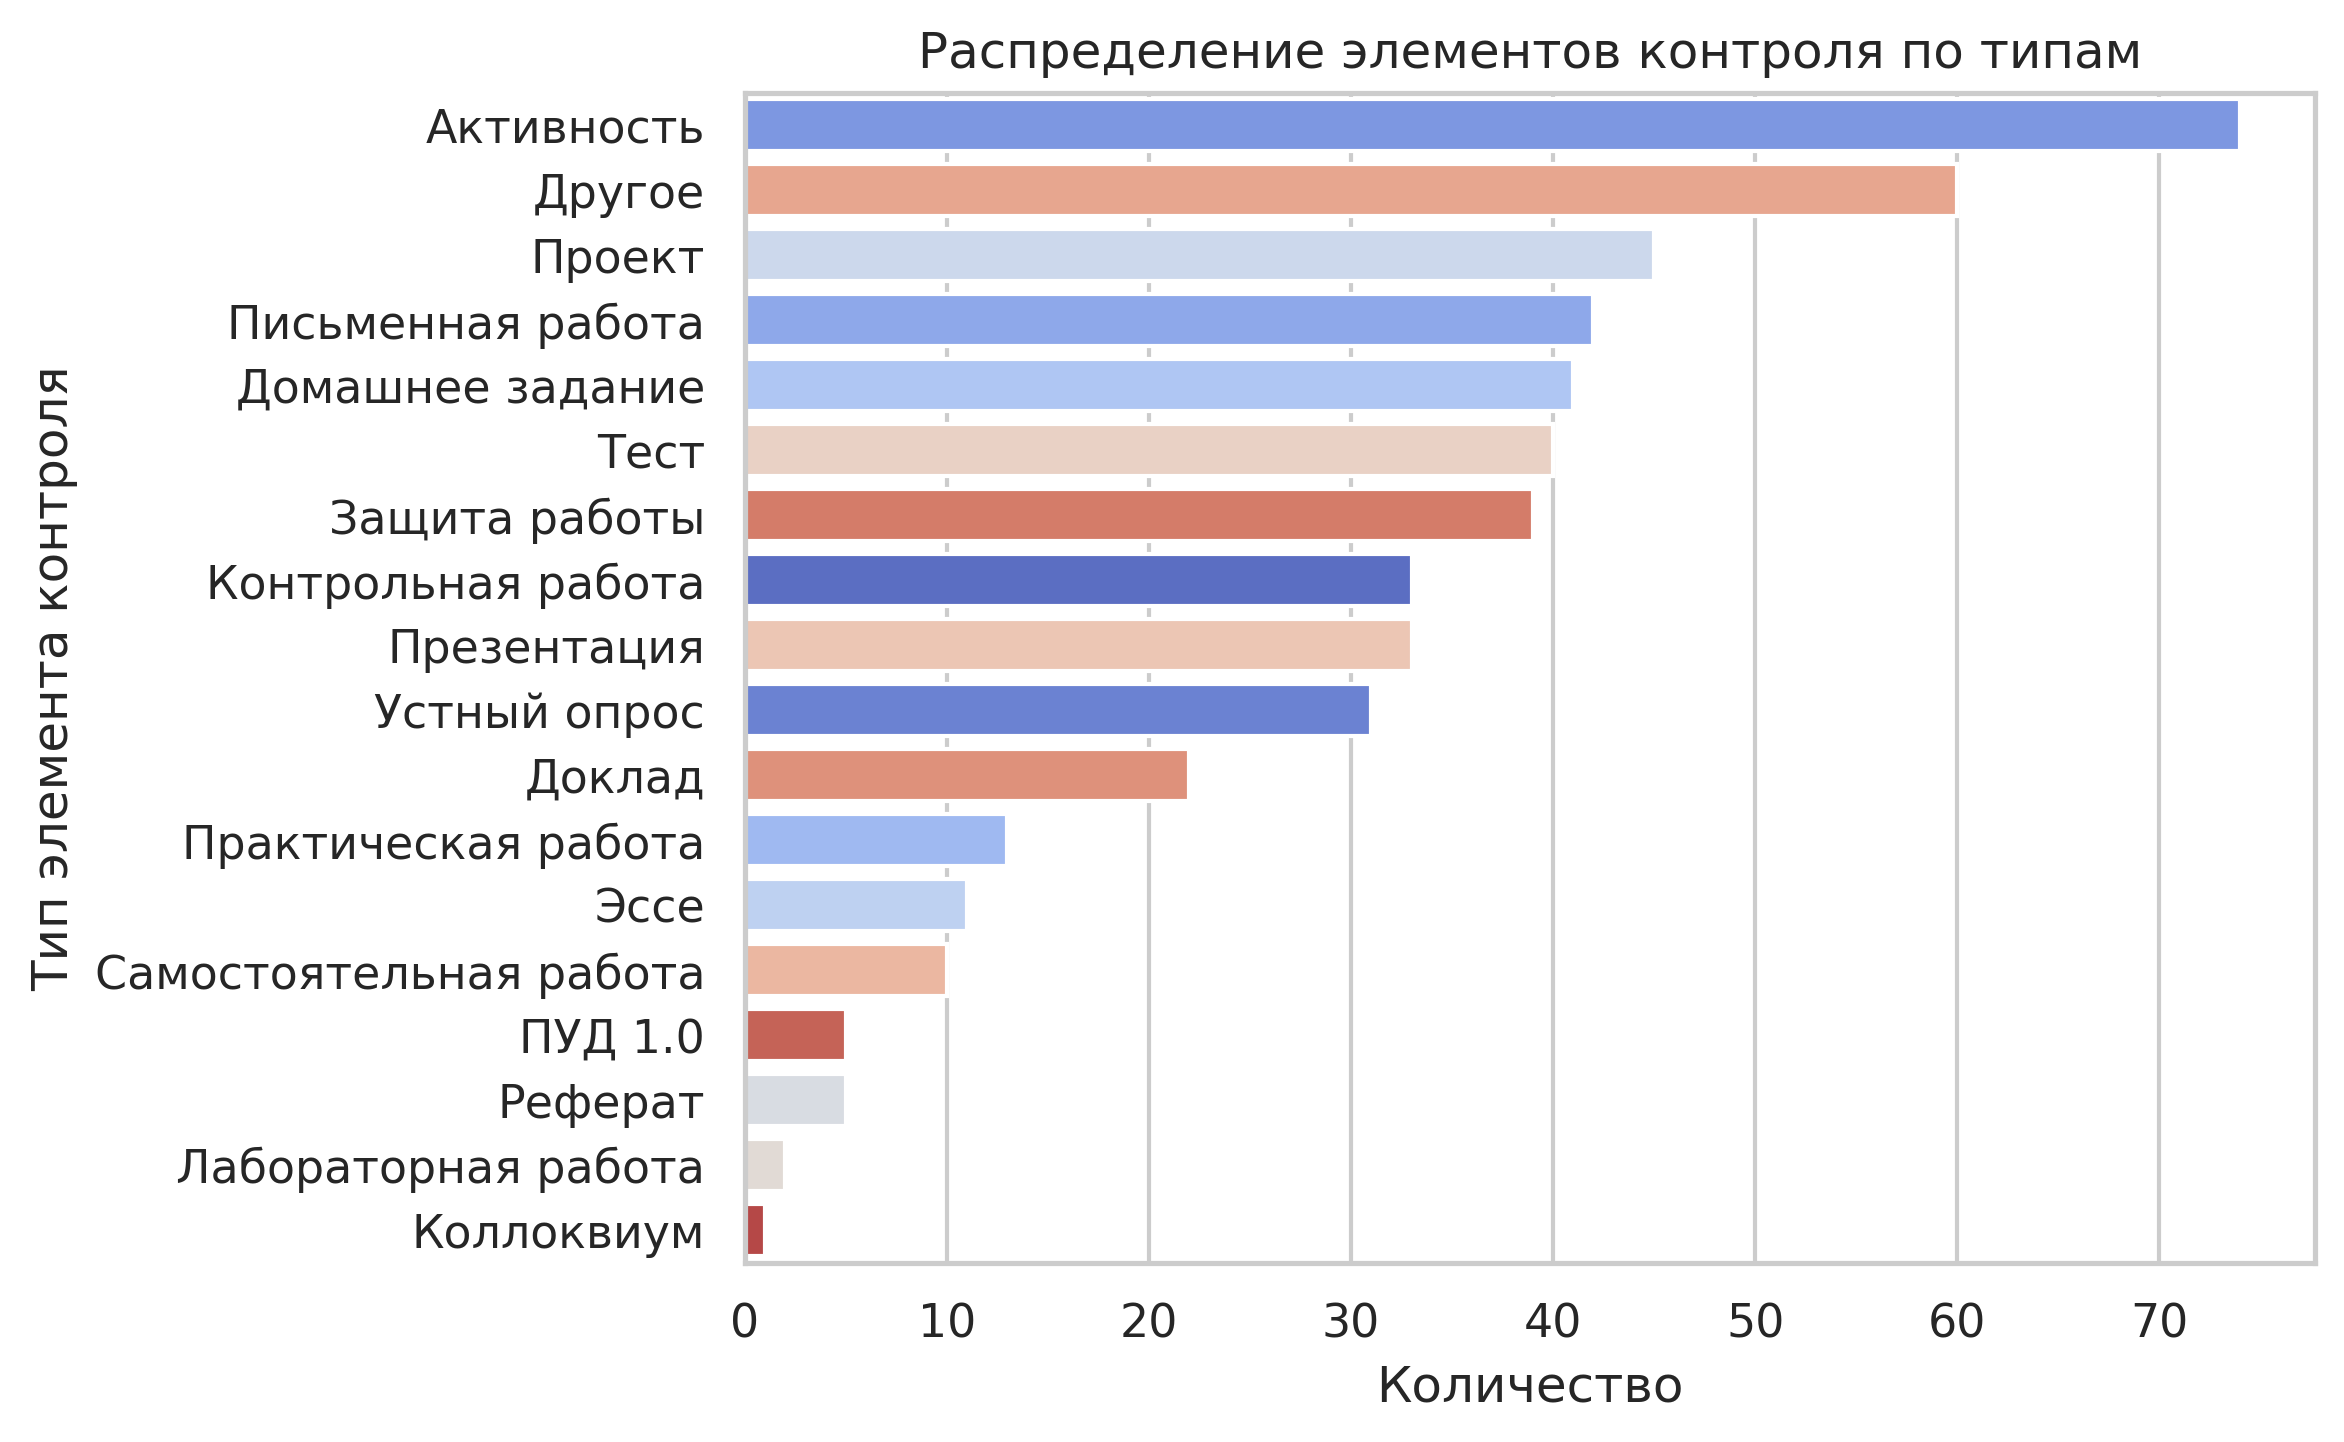 Распределение элементов контроля по типам
Тип элемента контроля
Активность
Другое
Проект
Письменная работа
Домашнее задание
Тест
Защита работы
Контрольная работа
Презентация
Устный опрос
Доклад
Практическая работа
Эссе
Самостоятельная работа
ПУД 1.0
Реферат
Лабораторная работа
Коллоквиум
0 10 20 30 40 50 60 70
Количество